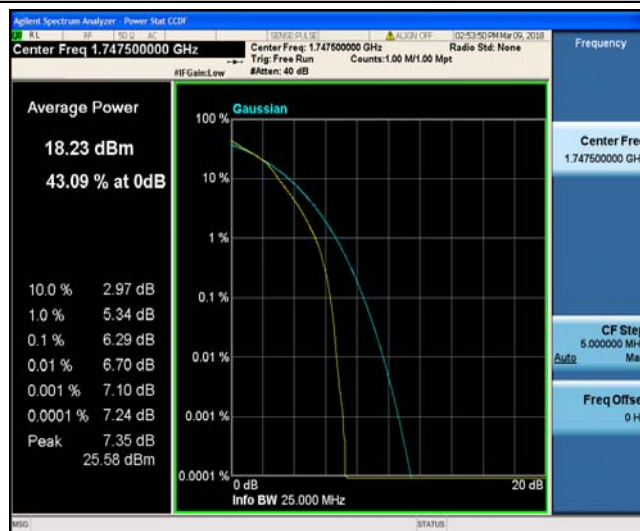 Agilent Spectrum Analyzer - Power Stat CCDF
RL RF 50 Ω AC SENSE:PULSE ALIGN OFF 02:53:50 PM Mar 09, 2018
Center Freq 1.747500000 GHz
Center Freq: 1.747500000 GHz Radio Std: None
Trig: Free Run Counts:1.00 M/1.00 Mpt
#IFGain:Low #Atten: 40 dB
Frequency
Average Power
18.23 dBm
43.09 % at 0dB
10.0 % 2.97 dB
1.0 % 5.34 dB
0.1 % 6.29 dB
0.01 % 6.70 dB
0.001 % 7.10 dB
0.0001 % 7.24 dB
Peak 7.35 dB
25.58 dBm
Gaussian
100 %
10 %
1 %
0.1 %
0.01 %
0.001 %
0.0001 %
0 dB 20 dB
Info BW 25.000 MHz
Center Fre
1.747500000 GH
CF Step
5.000000 MH
Auto Ma
Freq Offse
0 H
MSG STATUS